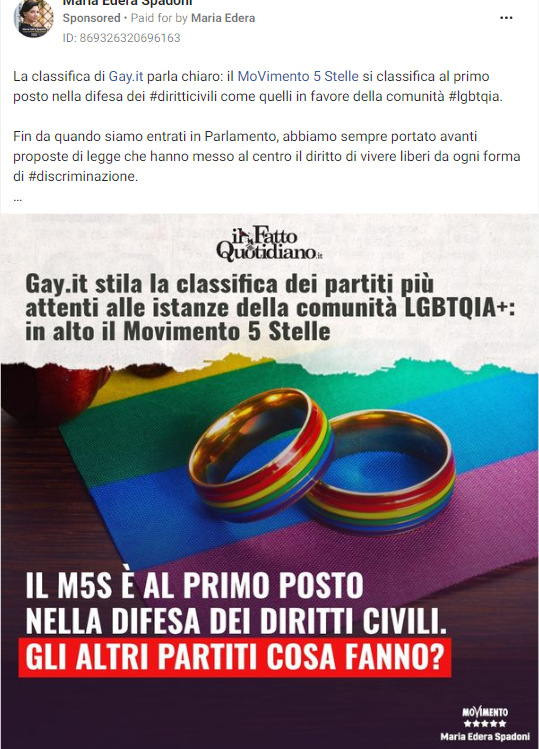 Maria Edera Spadoni
Sponsored • Paid for by Maria Edera
ID: 869326320696163
La classifica di Gay.it parla chiaro: il MoVimento 5 Stelle si classifica al primo
posto nella difesa dei #diritticivili come quelli in favore della comunità #lgbtqia.
Fin da quando siamo entrati in Parlamento, abbiamo sempre portato avanti
proposte di legge che hanno messo al centro il diritto di vivere liberi da ogni forma
di #discriminazione.
...
il Fatto
Quotidiano.it
Gay.it stila la classifica dei partiti più
attenti alle istanze della comunità LGBTQIA+:
in alto il Movimento 5 Stelle
IL M5S È AL PRIMO POSTO
NELLA DIFESA DEI DIRITTI CIVILI.
GLI ALTRI PARTITI COSA FANNO?
MOVIMENTO
Maria Edera Spadoni